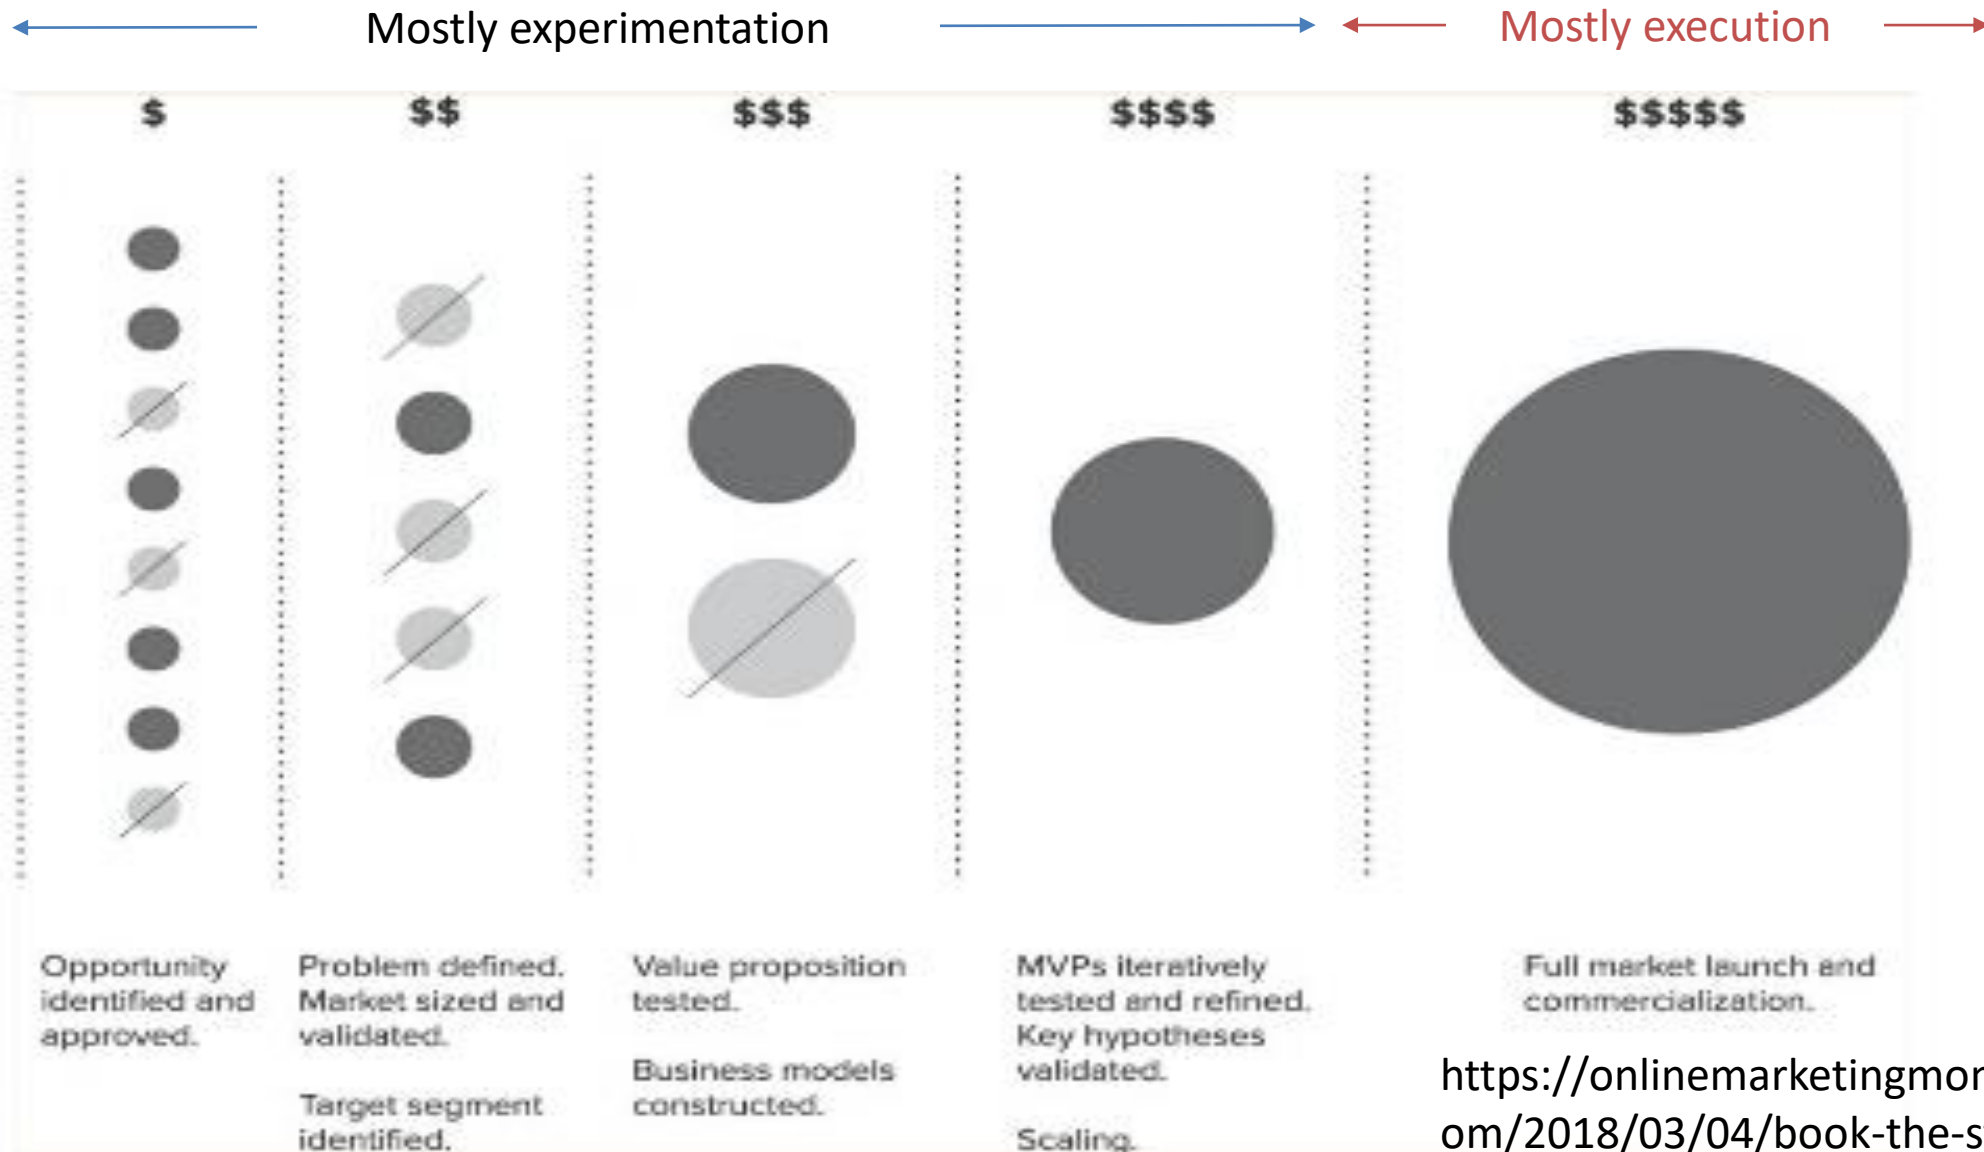 Mostly experimentation
Mostly execution
$
$$
$$$
$$$$
$$$$$
Opportunity
identified and
approved.
Problem defined.
Market sized and
validated.
Target segment
identified.
Value proposition
tested.
Business models
constructed.
MVPs iteratively
tested and refined.
Key hypotheses
validated.
Scaling.
Full market launch and
commercialization.
https://onlinemarketingmon
om/2018/03/04/book-the-s